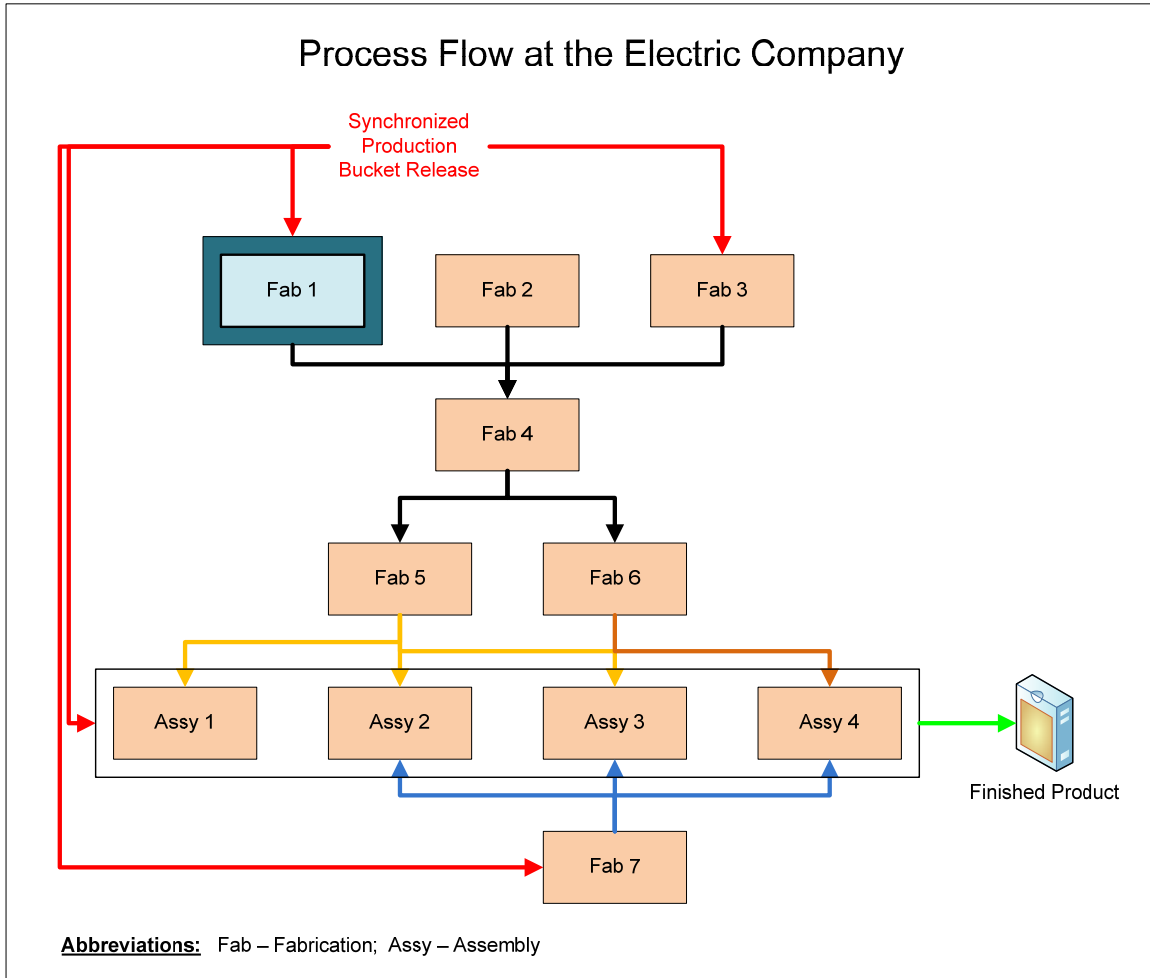 Process Flow at the Electric Company
Synchronized
Production
Bucket Release
Fab 1
Fab 2
Fab 3
Fab 4
Fab 5
Fab 6
Assy 1
Assy 2
Assy 3
Assy 4
Finished Product
Fab 7
Abbreviations: Fab – Fabrication; Assy – Assembly